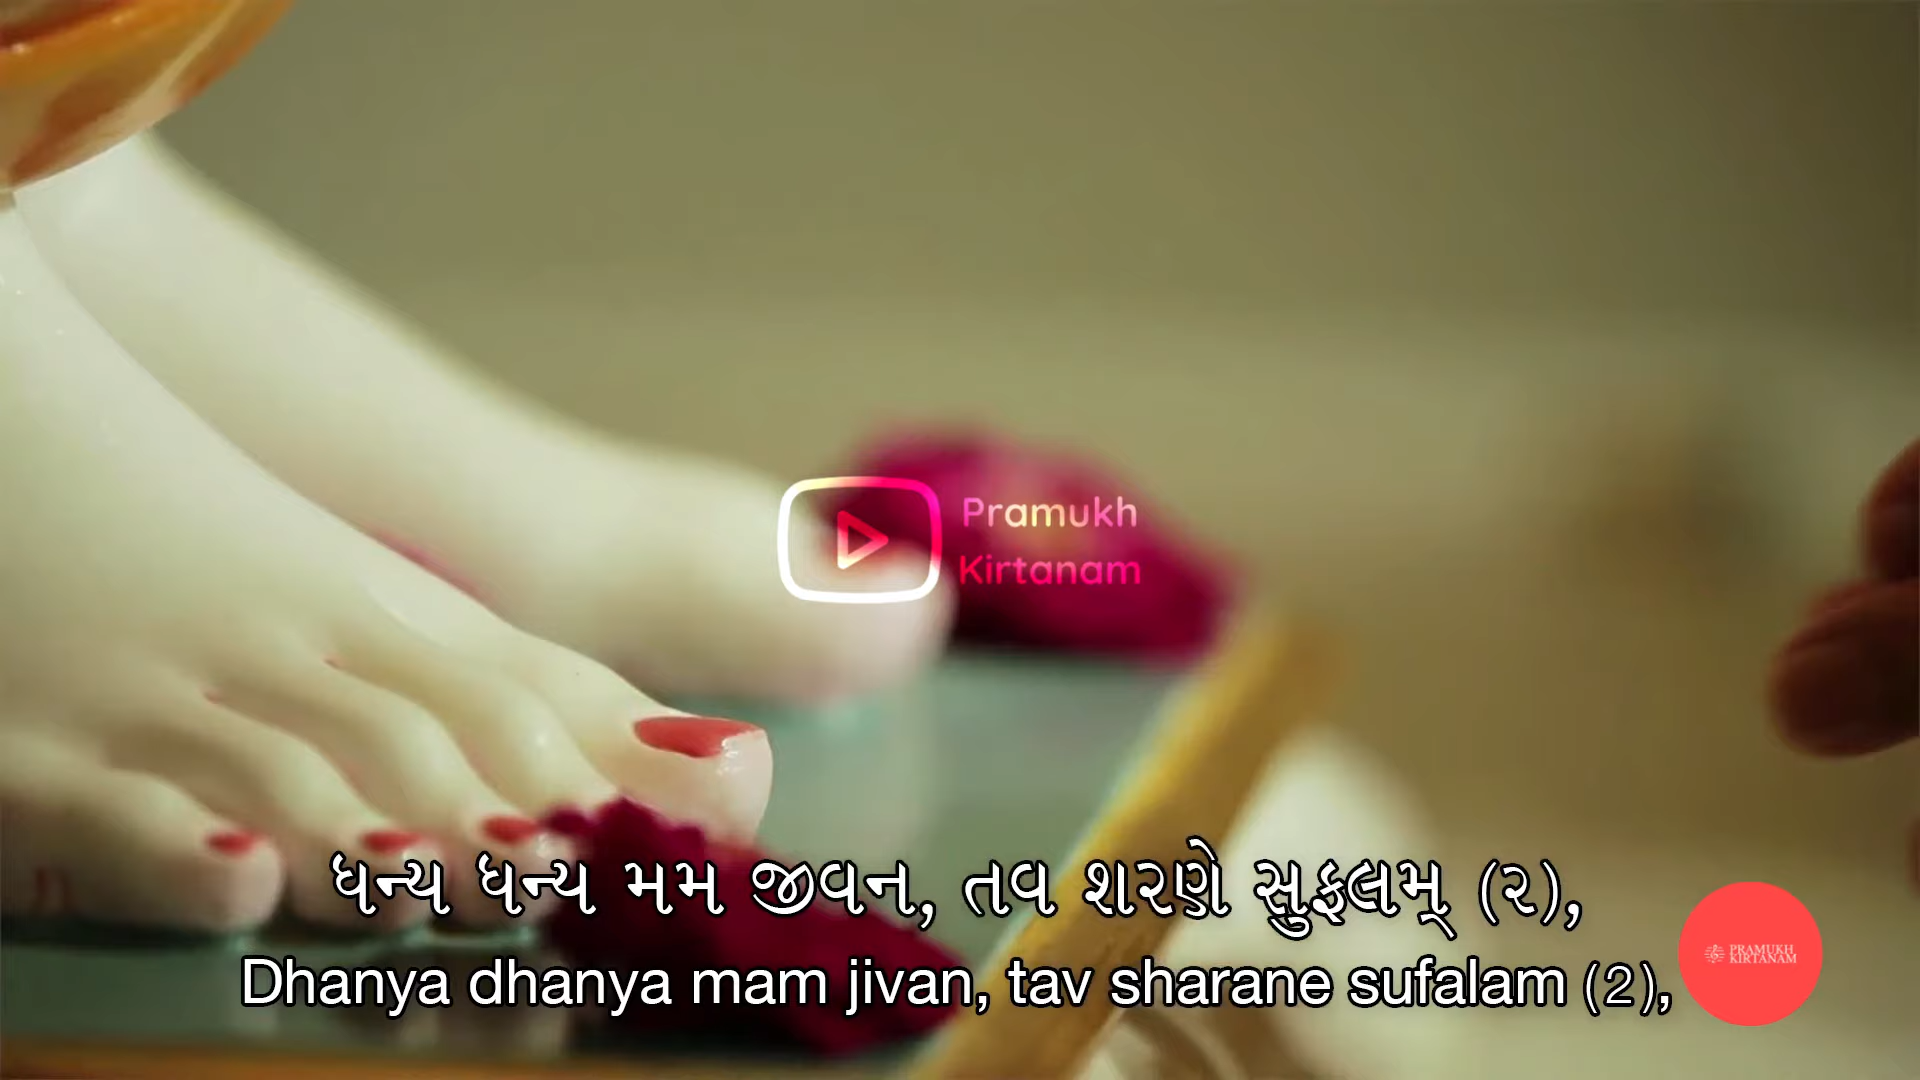 Pramukh
Kirtanam
ધન્ય ધન્ય મમ જીવન, તવ શરણે સુફલમ્ (૨),
Dhanya dhanya mam jivan, tav sharane sufalam (2),
PRAMUKH
KIRTANAM